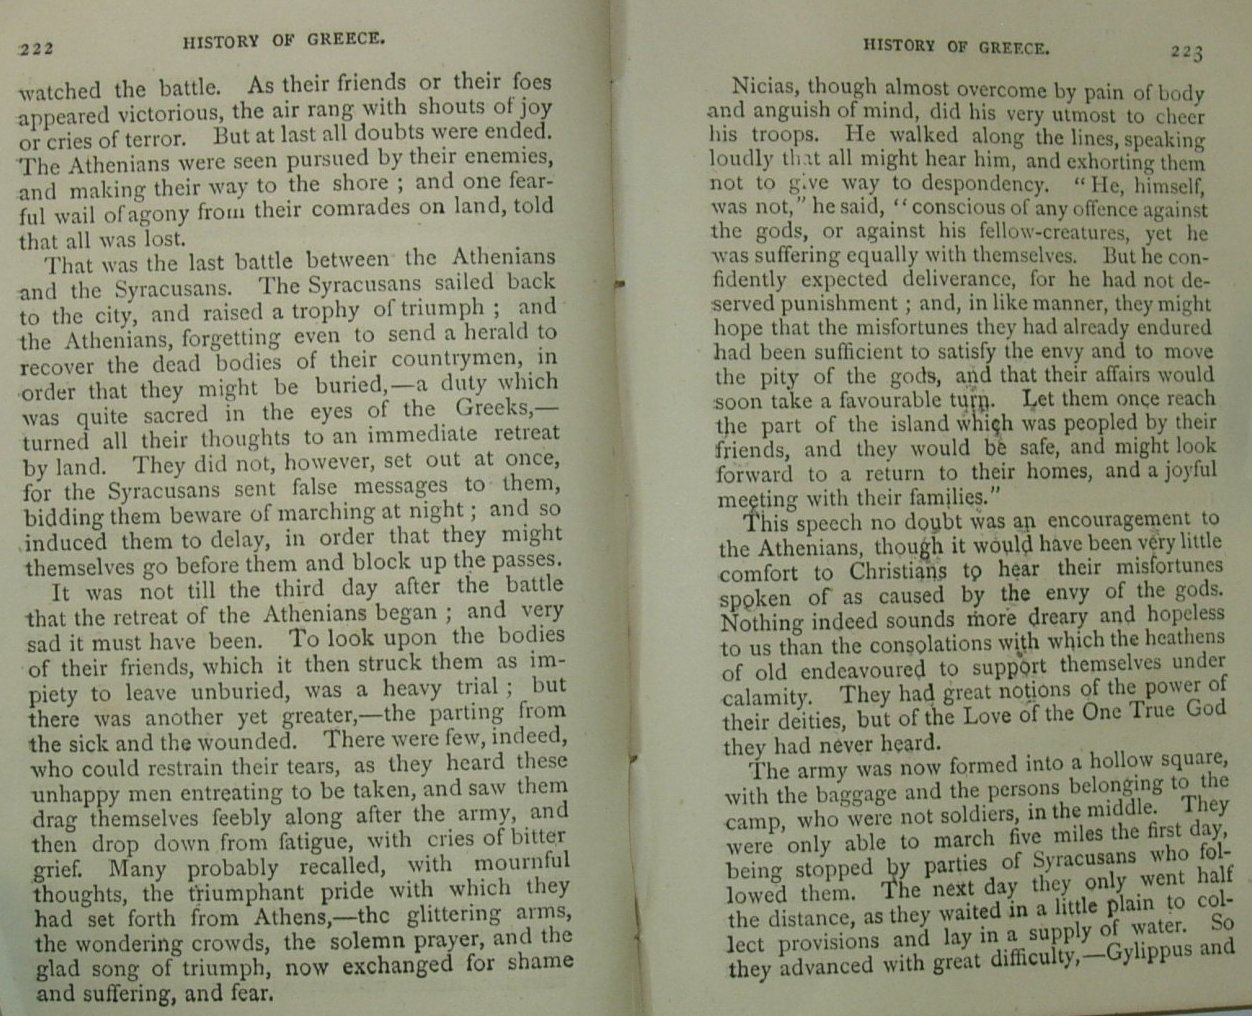 222
HISTORY OF GREECE.
watched the battle. As their friends or their foes
appeared victorious, the air rang with shouts of joy
or cries of terror. But at last all doubts were ended.
The Athenians were seen pursued by their enemies,
and making their way to the shore ; and one fear-
ful wail of agony from their comrades on land, told
that all was lost.
That was the last battle between the Athenians
and the Syracusans. The Syracusans sailed back
to the city, and raised a trophy of triumph ; and
the Athenians, forgetting even to send a herald to
recover the dead bodies of their countrymen, in
order that they might be buried,—a duty which
was quite sacred in the eyes of the Greeks,—
turned all their thoughts to an immediate retreat
by land. They did not, however, set out at once,
for the Syracusans sent false messages to them,
bidding them beware of marching at night ; and so
induced them to delay, in order that they might
themselves go before them and block up the passes.
It was not till the third day after the battle
that the retreat of the Athenians began ; and very
sad it must have been. To look upon the bodies
of their friends, which it then struck them as im-
piety to leave unburied, was a heavy trial ; but
there was another yet greater,—the parting from
the sick and the wounded. There were few, indeed,
who could restrain their tears, as they heard these
unhappy men entreating to be taken, and saw them
drag themselves feebly along after the army, and
then drop down from fatigue, with cries of bitter
grief. Many probably recalled, with mournful
thoughts, the triumphant pride with which they
had set forth from Athens,—the glittering arms,
the wondering crowds, the solemn prayer, and the
glad song of triumph, now exchanged for shame
and suffering, and fear.
HISTORY OF GREECE.
223
Nicias, though almost overcome by pain of body
and anguish of mind, did his very utmost to cheer
his troops. He walked along the lines, speaking
loudly that all might hear him, and exhorting them
not to give way to despondency. “He, himself,
was not,” he said, “conscious of any offence against
the gods, or against his fellow-creatures, yet he
was suffering equally with themselves. But he con-
fidently expected deliverance, for he had not de-
served punishment ; and, in like manner, they might
hope that the misfortunes they had already endured
had been sufficient to satisfy the envy and to move
the pity of the gods, and that their affairs would
soon take a favourable turn. Let them once reach
the part of the island which was peopled by their
friends, and they would be safe, and might look
forward to a return to their homes, and a joyful
meeting with their families.”
This speech no doubt was an encouragement to
the Athenians, though it would have been very little
comfort to Christians to hear their misfortunes
spoken of as caused by the envy of the gods.
Nothing indeed sounds more dreary and hopeless
to us than the consolations with which the heathens
of old endeavoured to support themselves under
calamity. They had great notions of the power of
their deities, but of the Love of the One True God
they had never heard.
The army was now formed into a hollow square,
with the baggage and the persons belonging to the
camp, who were not soldiers, in the middle. They
were only able to march five miles the first day,
being stopped by parties of Syracusans who fol-
lowed them. The next day they only went half
the distance, as they waited in a little plain to col-
lect provisions and lay in a supply of water. So
they advanced with great difficulty,—Gylippus and